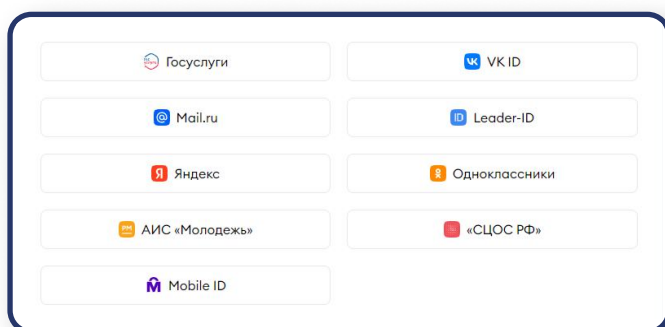 Госуслуги
VK ID
Mail.ru
Leader-ID
Яндекс
Одноклассники
АИС «Молодежь»
«СЦОС РФ»
Mobile ID